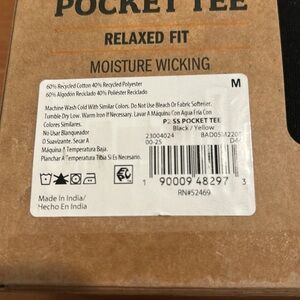 POCKET TEE
RELAXED FIT
MOISTURE WICKING
60% Recycled Cotton 40% Recycled Polyester
60% Algodón Reciclado 40% Poliéster Reciclado
M
Machine Wash Cold With Similar Colors. Do Not Use Bleach Or Fabric Softener.
Tumble Dry Low. Warm Iron If Necessary. Lavar A Máquina Con Agua Fria Con
Colores Similares.
No Usar Blanqueador
O Suavizante. Secar A
Máquina A Temperatura Baja.
Planchar A Temperatura Tibia Si Es Necesario.
P2 SS POCKET TEE
Black / Yellow
23004024
00-25
1 90009 48297 3
RN#52469
Made In India/
Hecho En India